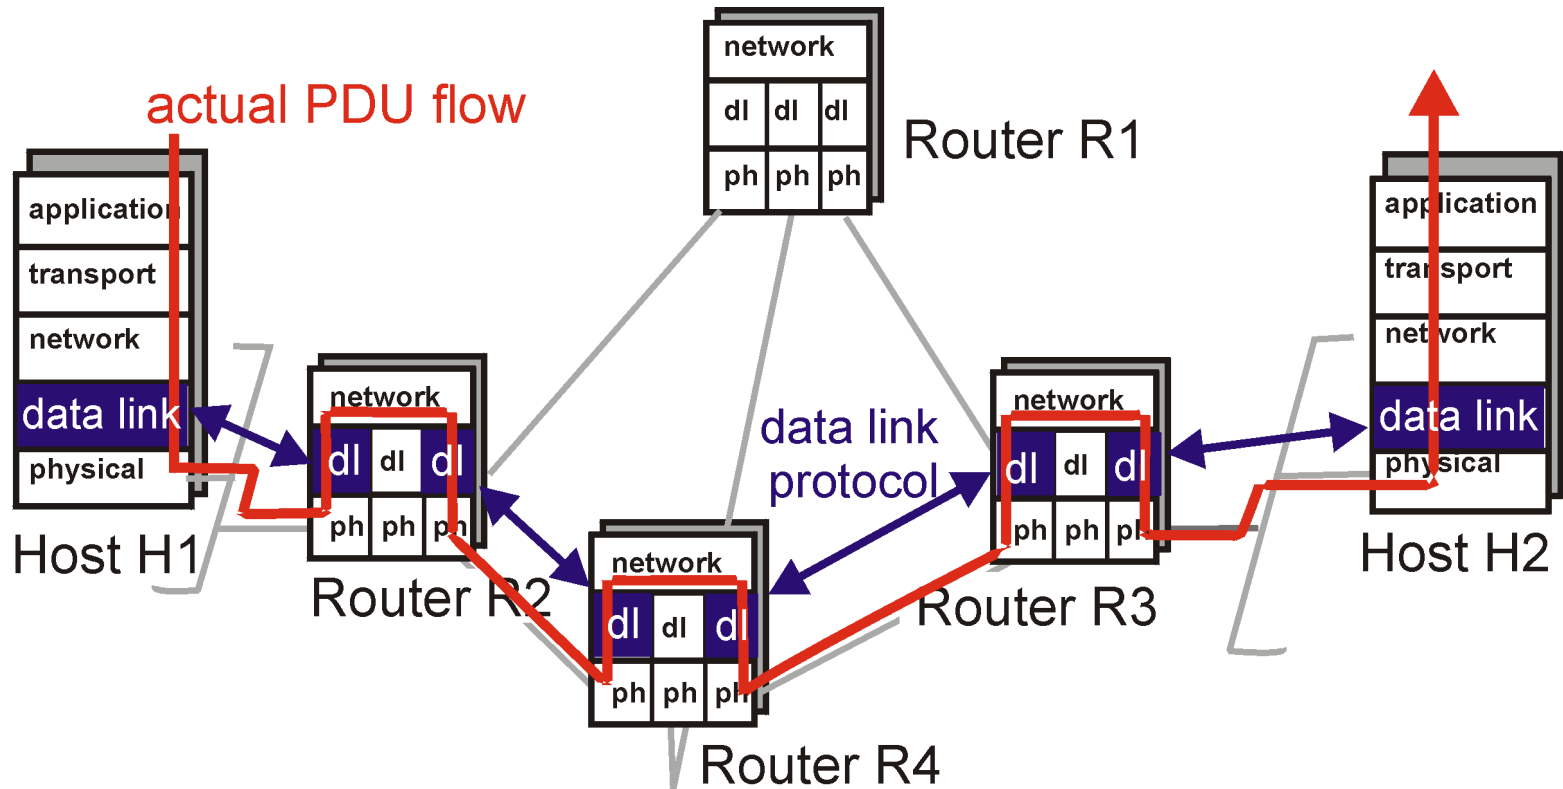 network
dl dl dl
ph ph ph
Router R1
actual PDU flow
application
transport
network
data link
physical
Host H1
network
dl dl dl
ph ph ph
Router R2
data link
protocol
network
dl dl dl
ph ph ph
Router R4
network
dl dl dl
ph ph ph
Router R3
application
transport
network
data link
physical
Host H2